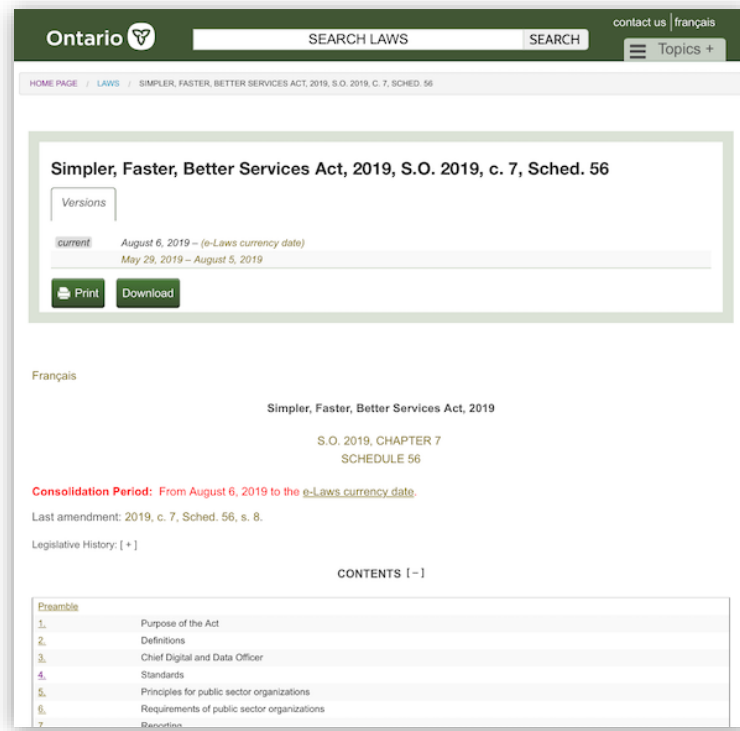 contact us | français
Ontario
SEARCH LAWS
SEARCH
Topics +
HOME PAGE / LAWS / SIMPLER, FASTER, BETTER SERVICES ACT, 2019, S.O. 2019, C. 7, SCHED. 56
Simpler, Faster, Better Services Act, 2019, S.O. 2019, c. 7, Sched. 56
Versions
current August 6, 2019 – (e-Laws currency date)
May 29, 2019 – August 5, 2019
Print Download
Français
Simpler, Faster, Better Services Act, 2019
S.O. 2019, CHAPTER 7
SCHEDULE 56
Consolidation Period: From August 6, 2019 to the e-Laws currency date.
Last amendment: 2019, c. 7, Sched. 56, s. 8.
Legislative History: [ + ]
CONTENTS [ – ]
Preamble
1. Purpose of the Act
2. Definitions
3. Chief Digital and Data Officer
4. Standards
5. Principles for public sector organizations
6. Requirements of public sector organizations
7. Reporting